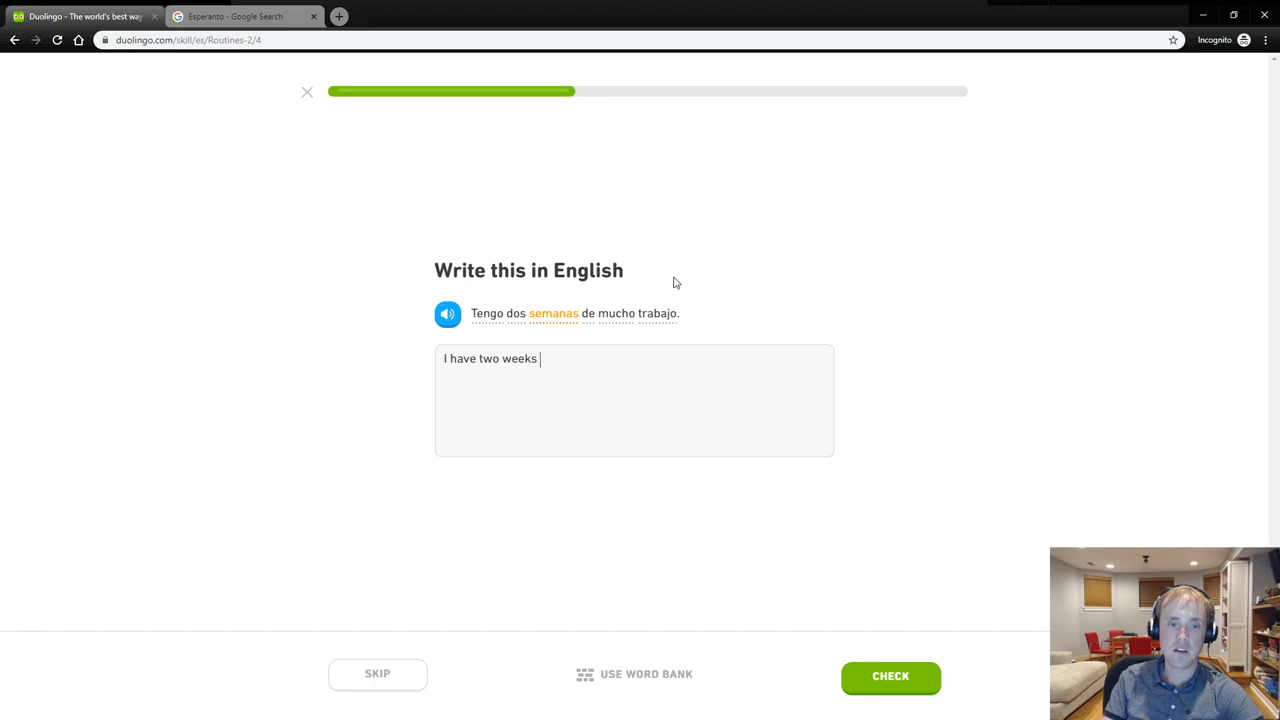 Duolingo - The world's best way
Esperanto - Google Search
duolingo.com/skill/es/Routines-2/4
Incognito
Write this in English
Tengo dos semanas de mucho trabajo.
I have two weeks
SKIP
USE WORD BANK
CHECK